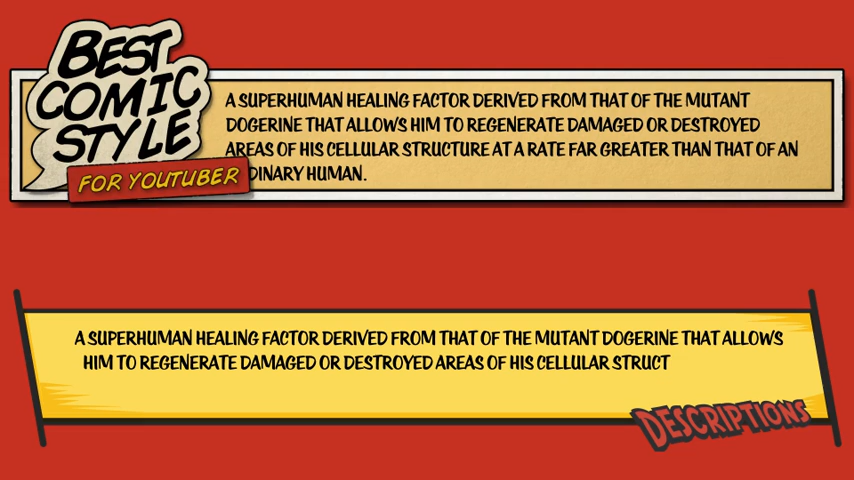 BEST
COMIC
STYLE
FOR YOUTUBER
A SUPERHUMAN HEALING FACTOR DERIVED FROM THAT OF THE MUTANT
DOGERINE THAT ALLOWS HIM TO REGENERATE DAMAGED OR DESTROYED
AREAS OF HIS CELLULAR STRUCTURE AT A RATE FAR GREATER THAN THAT OF AN
DINARY HUMAN.
A SUPERHUMAN HEALING FACTOR DERIVED FROM THAT OF THE MUTANT DOGERINE THAT ALLOWS
HIM TO REGENERATE DAMAGED OR DESTROYED AREAS OF HIS CELLULAR STRUCT
DESCRIPTIONS